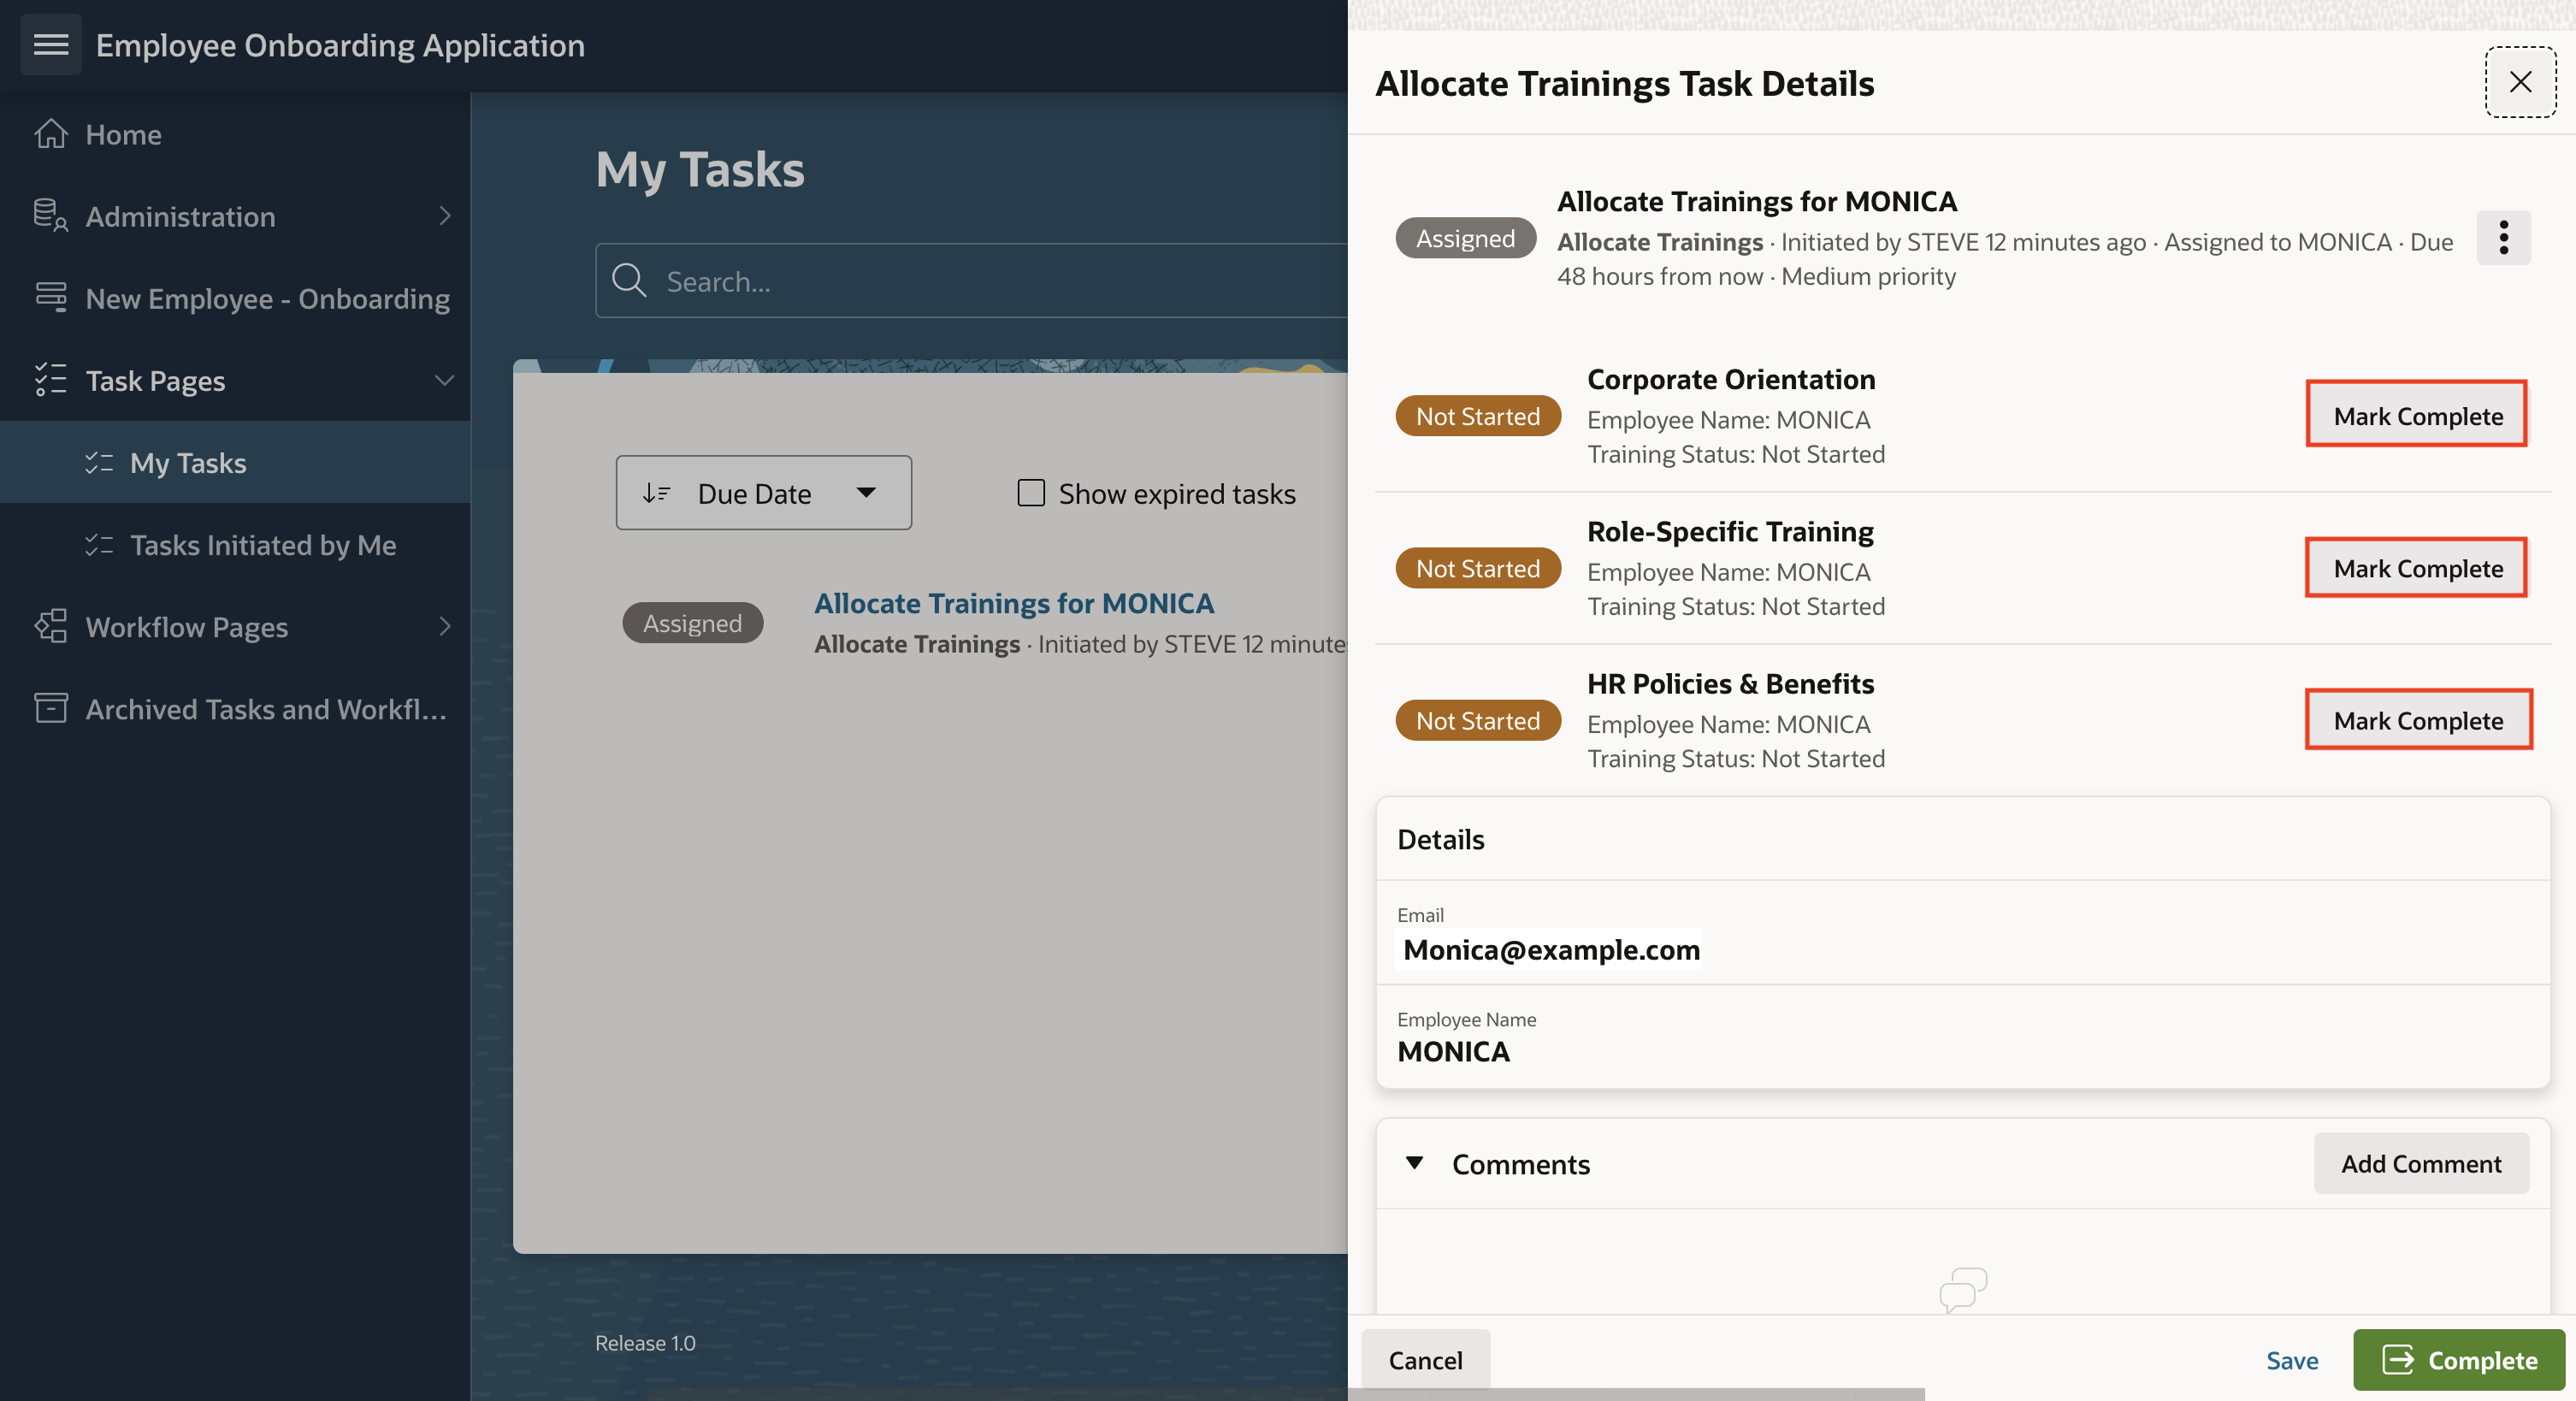 Employee Onboarding Application
Home
Administration
New Employee - Onboarding
Task Pages
My Tasks
Tasks Initiated by Me
Workflow Pages
Archived Tasks and Workfl...
My Tasks
Search...
Due Date
Show expired tasks
Assigned
Allocate Trainings for MONICA
Allocate Trainings · Initiated by STEVE 12 minute
Release 1.0
Allocate Trainings Task Details
Assigned
Allocate Trainings for MONICA
Allocate Trainings · Initiated by STEVE 12 minutes ago · Assigned to MONICA · Due
48 hours from now · Medium priority
Not Started
Corporate Orientation
Employee Name: MONICA
Training Status: Not Started
Mark Complete
Not Started
Role-Specific Training
Employee Name: MONICA
Training Status: Not Started
Mark Complete
Not Started
HR Policies & Benefits
Employee Name: MONICA
Training Status: Not Started
Mark Complete
Details
Email
Monica@example.com
Employee Name
MONICA
Comments
Add Comment
Cancel
Save
Complete